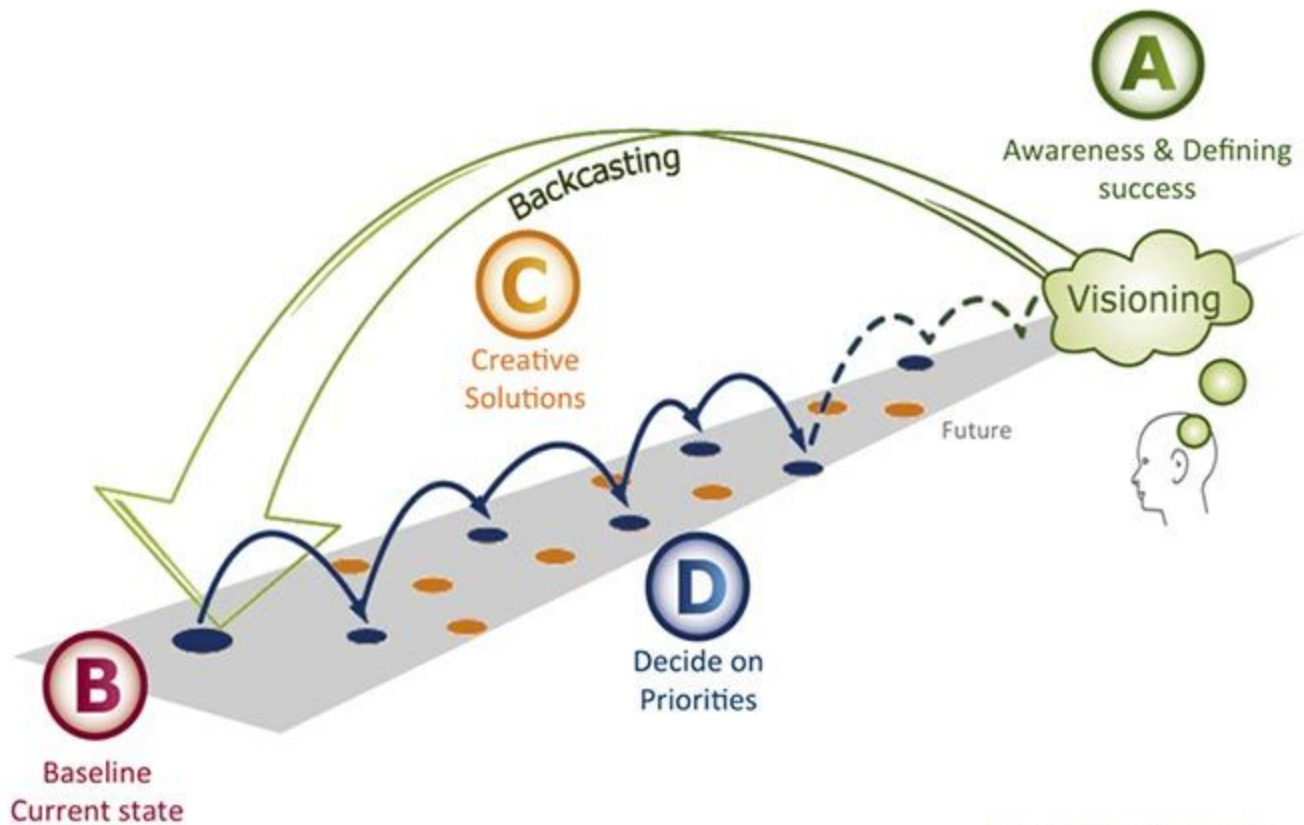 A
Awareness & Defining
success
Backcasting
Visioning
C
Creative
Solutions
Future
D
Decide on
Priorities
B
Baseline
Current state